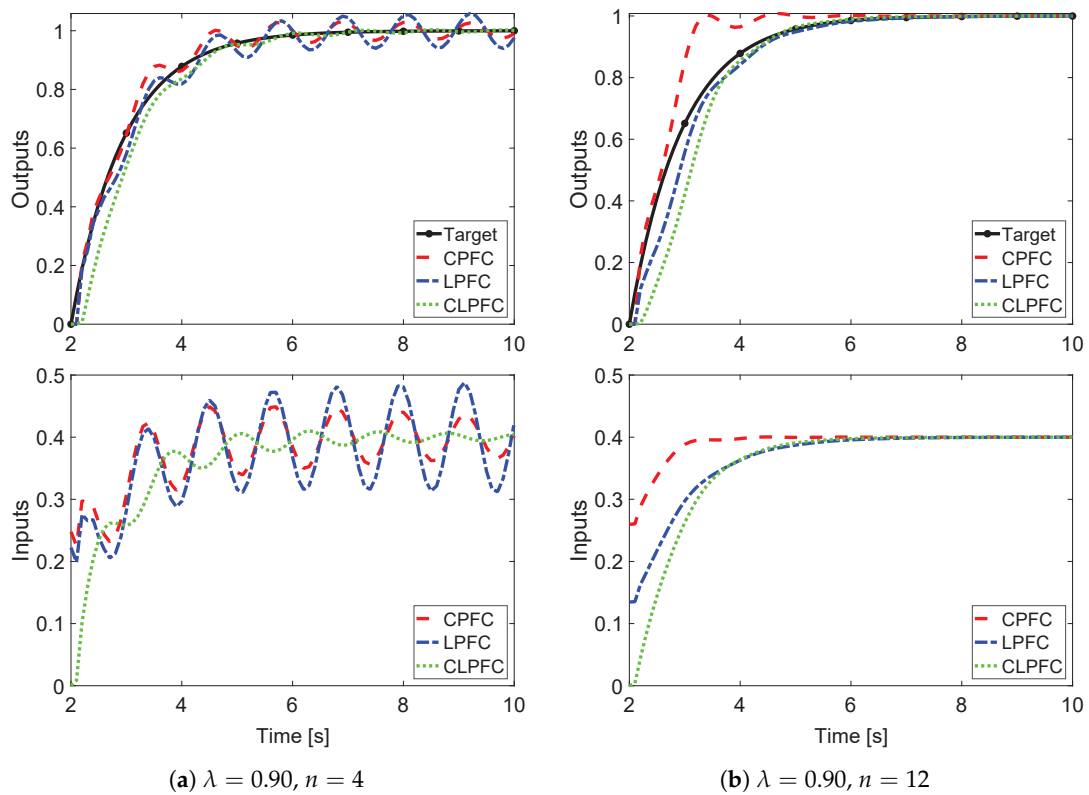 1
0.8
0.6
0.4
0.2
0
Outputs
Target
CPFC
LPFC
CLPFC
2 4 6 8 10
0.5
0.4
0.3
0.2
0.1
0
Inputs
CPFC
LPFC
CLPFC
2 4 6 8 10
Time [s]
(a) λ = 0.90, n = 4
1
0.8
0.6
0.4
0.2
0
Outputs
Target
CPFC
LPFC
CLPFC
2 4 6 8 10
0.5
0.4
0.3
0.2
0.1
0
Inputs
CPFC
LPFC
CLPFC
2 4 6 8 10
Time [s]
(b) λ = 0.90, n = 12